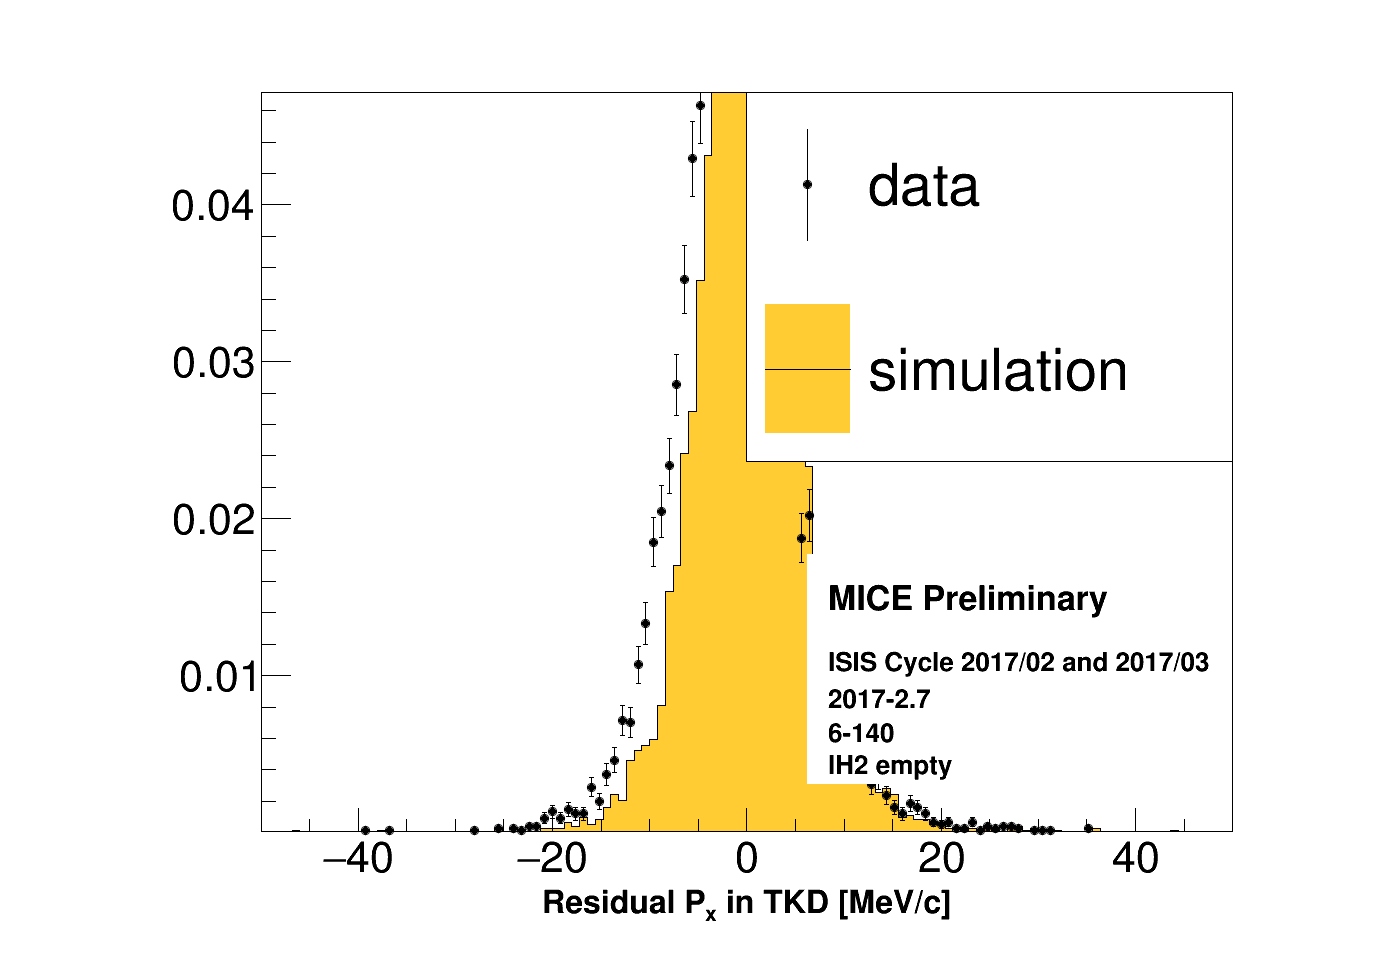 data
0.04
0.03
simulation
0.02
MICE Preliminary
0.01
ISIS Cycle 2017/02 and 2017/03
2017-2.7
6-140
IH2 empty
−40 −20 0 20 40
Residual Px in TKD [MeV/c]